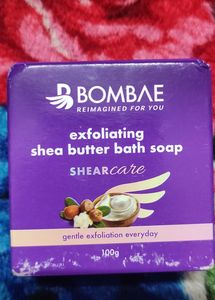 BOMBAE
REIMAGINED FOR YOU
exfoliating
shea butter bath soap
SHEARcare
gentle exfoliation everyday
100g